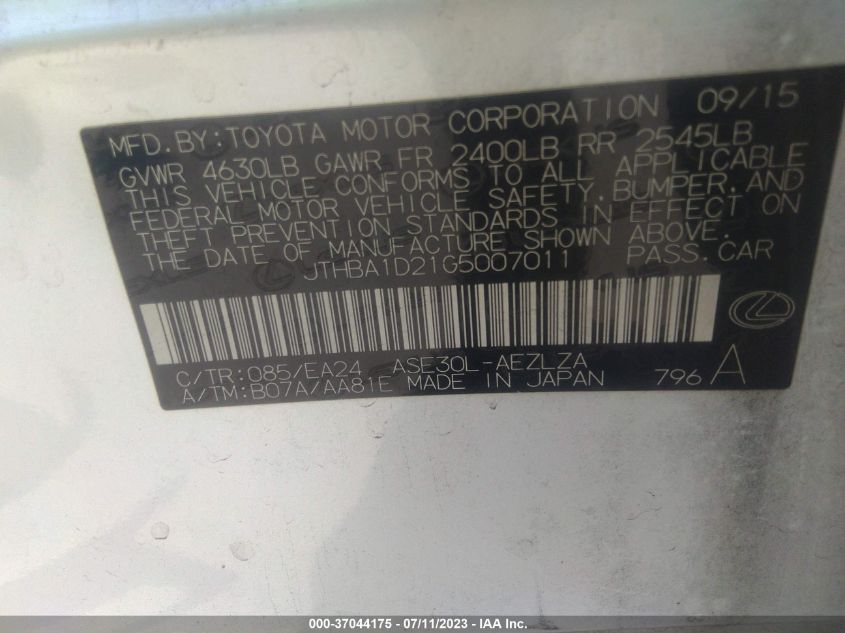 MFD.BY:TOYOTA MOTOR CORPORATION 09/15
GVWR 4630LB GAWR FR 2400LB RR 2545LB
THIS VEHICLE CONFORMS TO ALL APPLICABLE
FEDERAL MOTOR VEHICLE SAFETY,BUMPER,AND
THEFT PREVENTION STANDARDS IN EFFECT ON
THE DATE OF MANUFACTURE SHOWN ABOVE.
JTHBA1D21G5007011 PASS.CAR
C/TR:085/EA24 ASE30L-AEZLZA
A/TM:B07A/AA81E MADE IN JAPAN 796 A
000-37044175 - 07/11/2023 - IAA Inc.